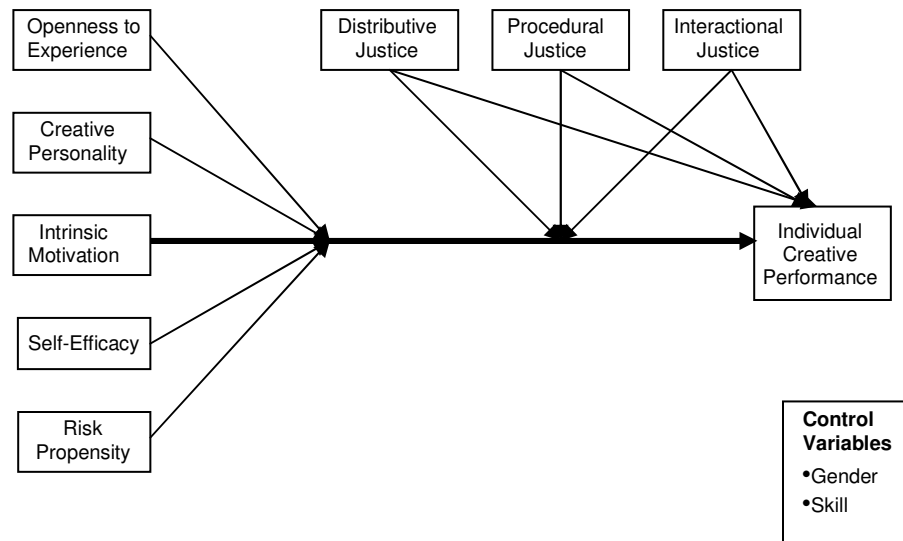 Openness to
Experience
Distributive
Justice
Procedural
Justice
Interactional
Justice
Creative
Personality
Intrinsic
Motivation
Individual
Creative
Performance
Self-Efficacy
Risk
Propensity
Control
Variables
•Gender
•Skill